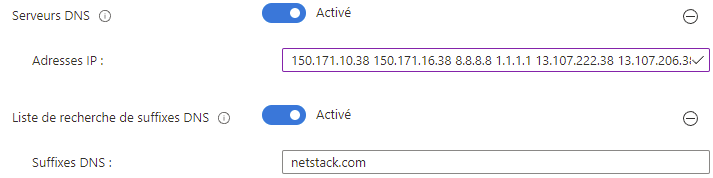 Serveurs DNS Activé
Adresses IP : 150.171.10.38 150.171.16.38 8.8.8.8 1.1.1.1 13.107.222.38 13.107.206.38
Liste de recherche de suffixes DNS Activé
Suffixes DNS : netstack.com